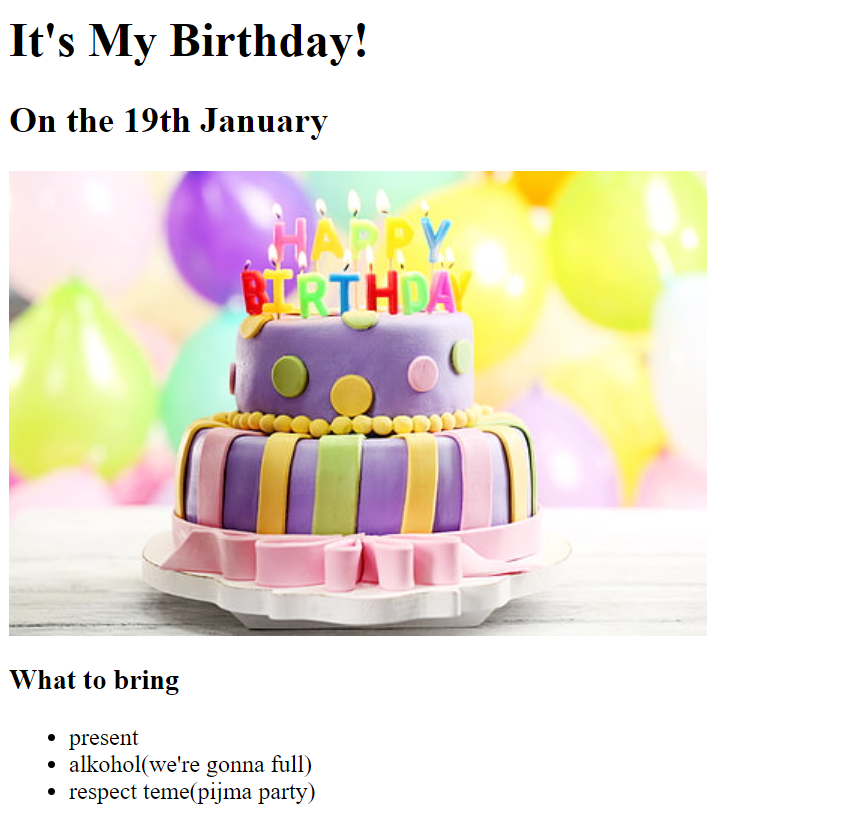 It's My Birthday!
On the 19th January
HAPPY
BIRTHDAY
What to bring
present
alkohol(we're gonna full)
respect teme(pijma party)